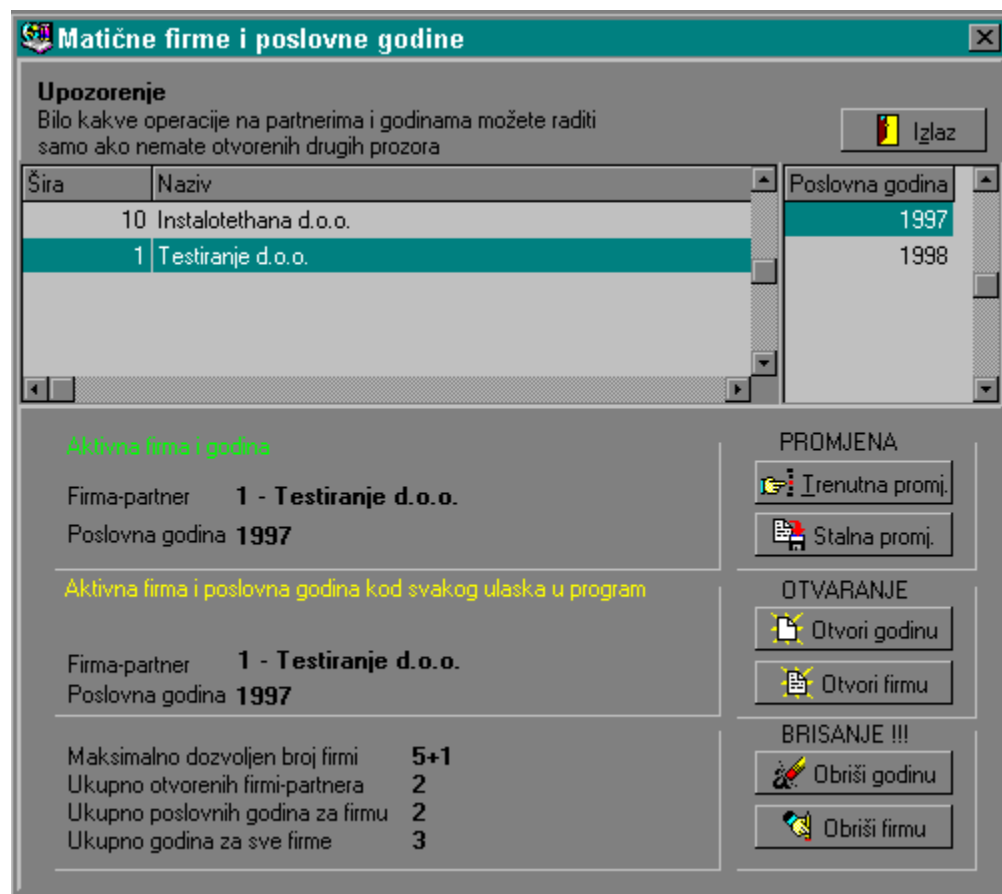 Matične firme i poslovne godine
Upozorenje
Bilo kakve operacije na partnerima i godinama možete raditi
samo ako nemate otvorenih drugih prozora
Izlaz
Šira Naziv Poslovna godina
10 Instalotethana d.o.o. 1997
1 Testiranje d.o.o. 1998
Aktivna firma i godina
Firma-partner 1 - Testiranje d.o.o.
Poslovna godina 1997
PROMJENA
Trenutna promj.
Stalna promj.
Aktivna firma i poslovna godina kod svakog ulaska u program
Firma-partner 1 - Testiranje d.o.o.
Poslovna godina 1997
OTVARANJE
Otvori godinu
Otvori firmu
Maksimalno dozvoljen broj firmi 5+1
Ukupno otvorenih firmi-partnera 2
Ukupno poslovnih godina za firmu 2
Ukupno godina za sve firme 3
BRISANJE !!!
Obriši godinu
Obriši firmu